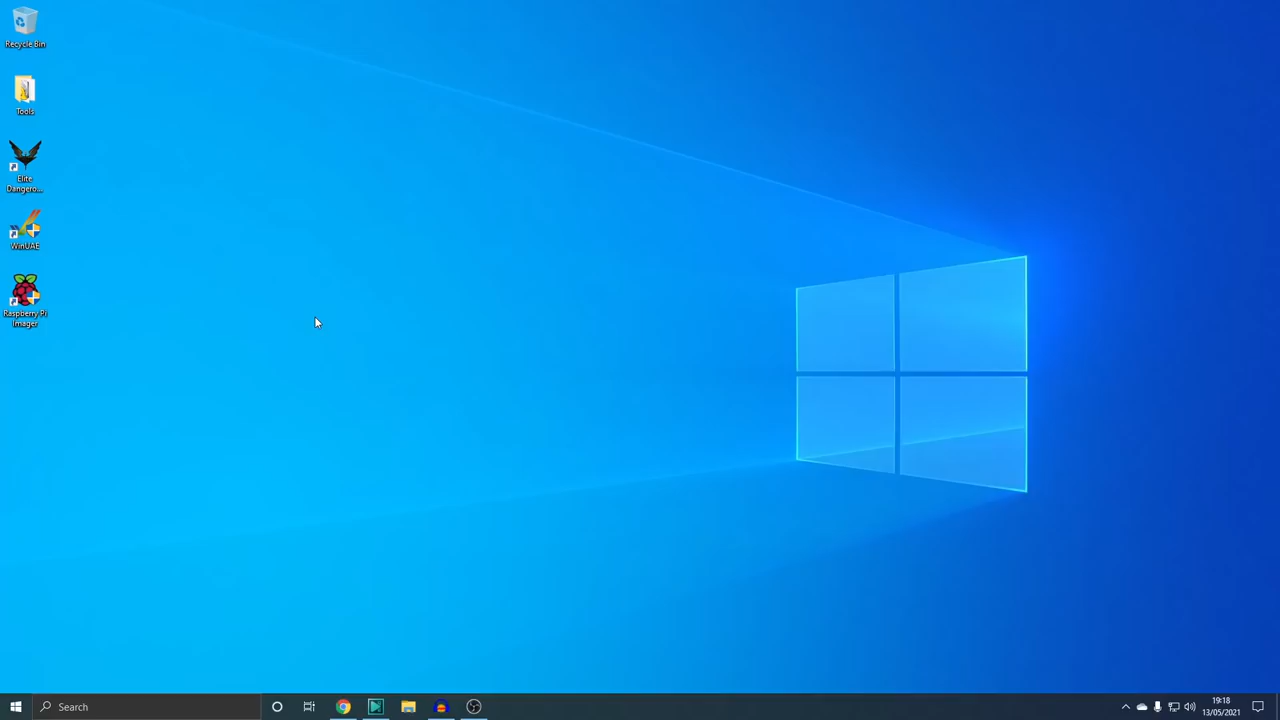 Recycle Bin
Tools
Elite
Dangero...
WinUAE
Raspberry Pi
Imager
Search
19:18
13/05/2021